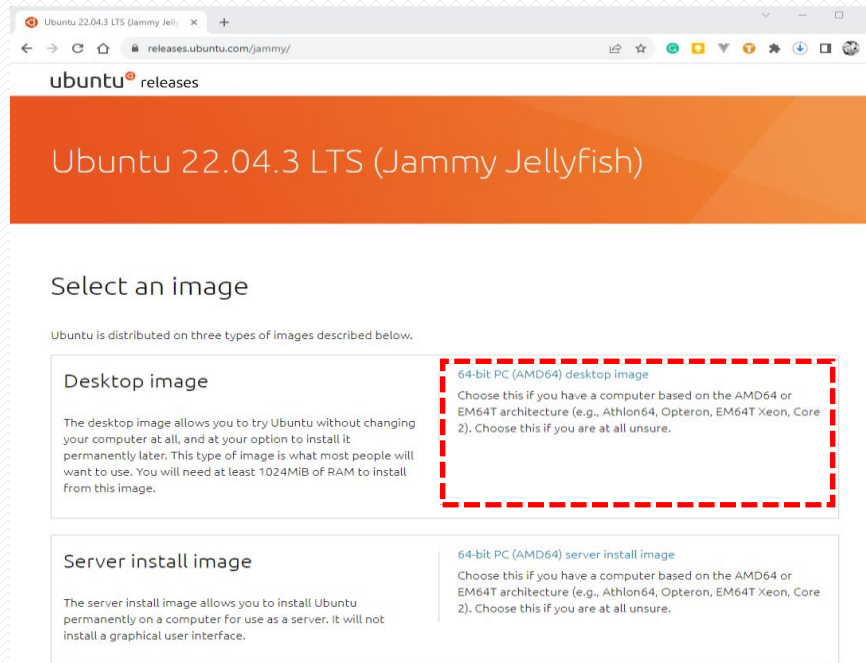 Ubuntu 22.04.3 LTS (Jammy Jelly
releases.ubuntu.com/jammy/
ubuntu releases
Ubuntu 22.04.3 LTS (Jammy Jellyfish)
Select an image
Ubuntu is distributed on three types of images described below.
Desktop image
The desktop image allows you to try Ubuntu without changing
your computer at all, and at your option to install it
permanently later. This type of image is what most people will
want to use. You will need at least 1024MiB of RAM to install
from this image.
64-bit PC (AMD64) desktop image
Choose this if you have a computer based on the AMD64 or
EM64T architecture (e.g., Athlon64, Opteron, EM64T Xeon, Core
2). Choose this if you are at all unsure.
Server install image
The server install image allows you to install Ubuntu
permanently on a computer for use as a server. It will not
install a graphical user interface.
64-bit PC (AMD64) server install image
Choose this if you have a computer based on the AMD64 or
EM64T architecture (e.g., Athlon64, Opteron, EM64T Xeon, Core
2). Choose this if you are at all unsure.